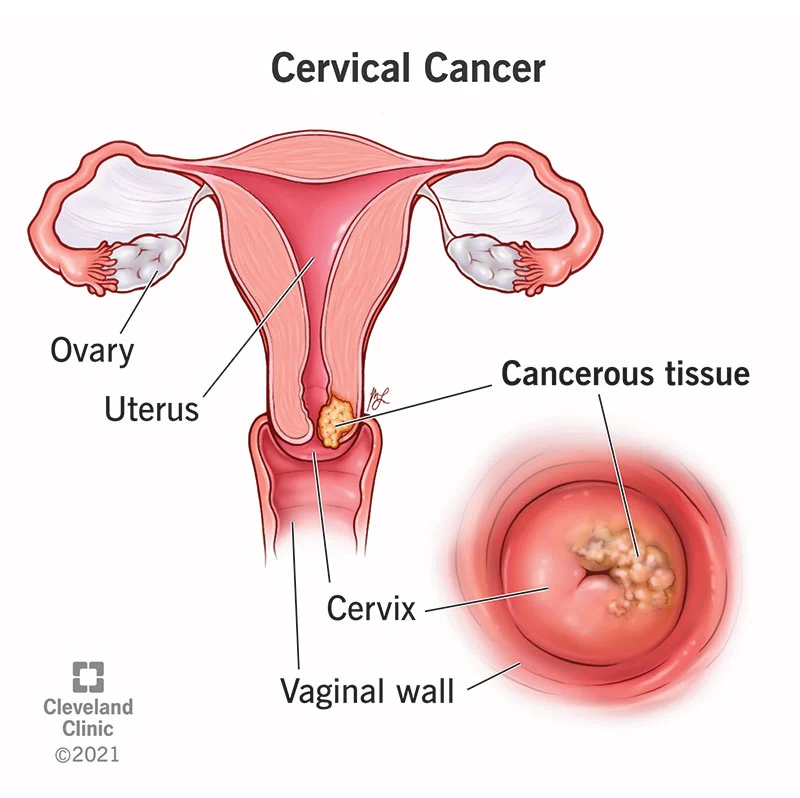 Cervical Cancer
Ovary
Uterus
Cancerous tissue
Cervix
Vaginal wall
Cleveland
Clinic
©2021